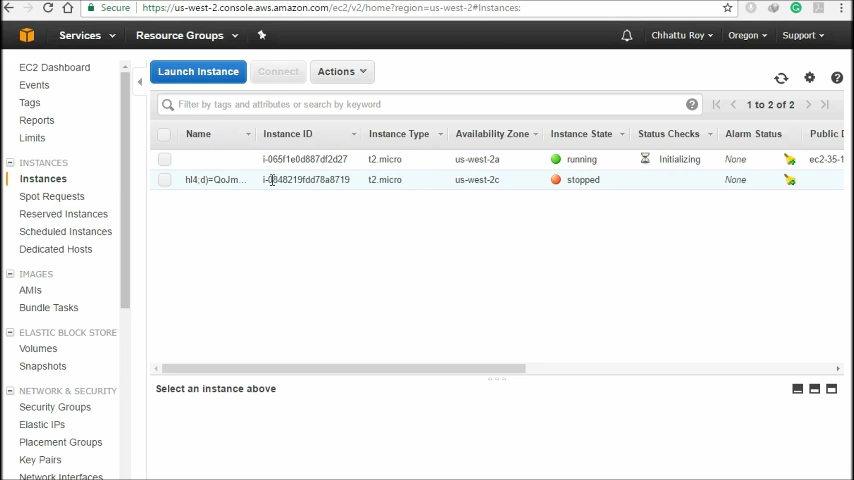 Secure https://us-west-2.console.aws.amazon.com/ec2/v2/home?region=us-west-2#Instances:
Services Resource Groups Chhattu Roy Oregon Support
EC2 Dashboard
Events
Tags
Reports
Limits
INSTANCES
Instances
Spot Requests
Reserved Instances
Scheduled Instances
Dedicated Hosts
IMAGES
AMIs
Bundle Tasks
ELASTIC BLOCK STORE
Volumes
Snapshots
NETWORK & SECURITY
Security Groups
Elastic IPs
Placement Groups
Key Pairs
Network Interfaces
Launch Instance Connect Actions
Filter by tags and attributes or search by keyword 1 to 2 of 2
Name Instance ID Instance Type Availability Zone Instance State Status Checks Alarm Status Public D
i-065f1e0d887df2d27 t2.micro us-west-2a running Initializing None ec2-35-1
hl4;d)=QoJm... i-0848219fdd78a8719 t2.micro us-west-2c stopped None
Select an instance above